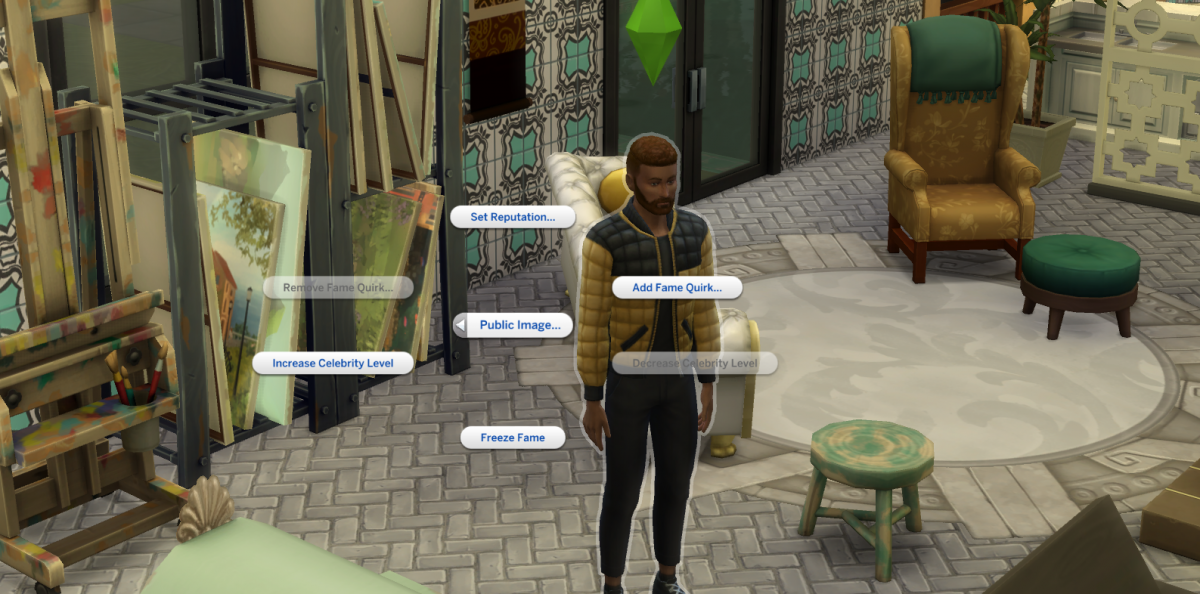 Set Reputation...
Remove Fame Quirk...
Add Fame Quirk...
Public Image...
Increase Celebrity Level
Decrease Celebrity Level
Freeze Fame